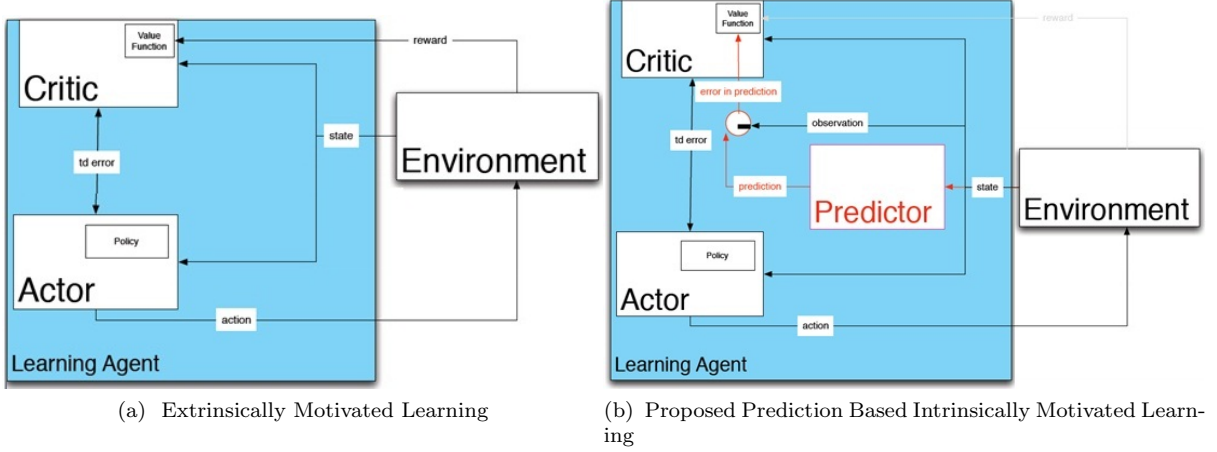 Value
Function
Critic
reward
td error
state
Environment
Policy
Actor
action
Learning Agent
(a) Extrinsically Motivated Learning
Value
Function
reward
Critic
error in prediction
observation
td error
prediction
state
Predictor
Environment
Policy
Actor
action
Learning Agent
(b) Proposed Prediction Based Intrinsically Motivated Learn-
ing